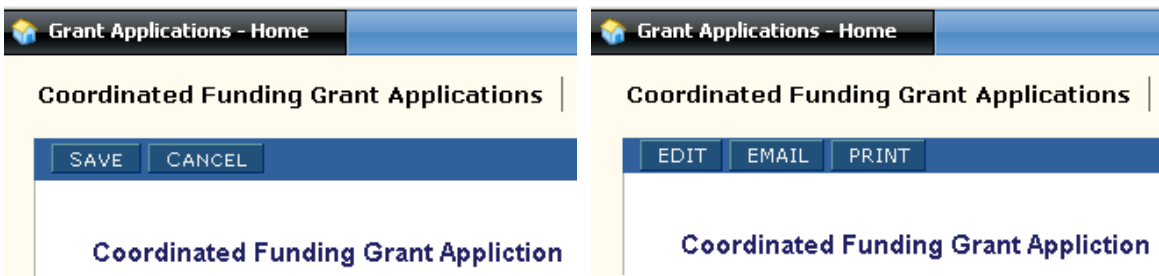 Grant Applications - Home
Coordinated Funding Grant Applications
SAVE CANCEL
Coordinated Funding Grant Appliction
Grant Applications - Home
Coordinated Funding Grant Applications
EDIT EMAIL PRINT
Coordinated Funding Grant Appliction